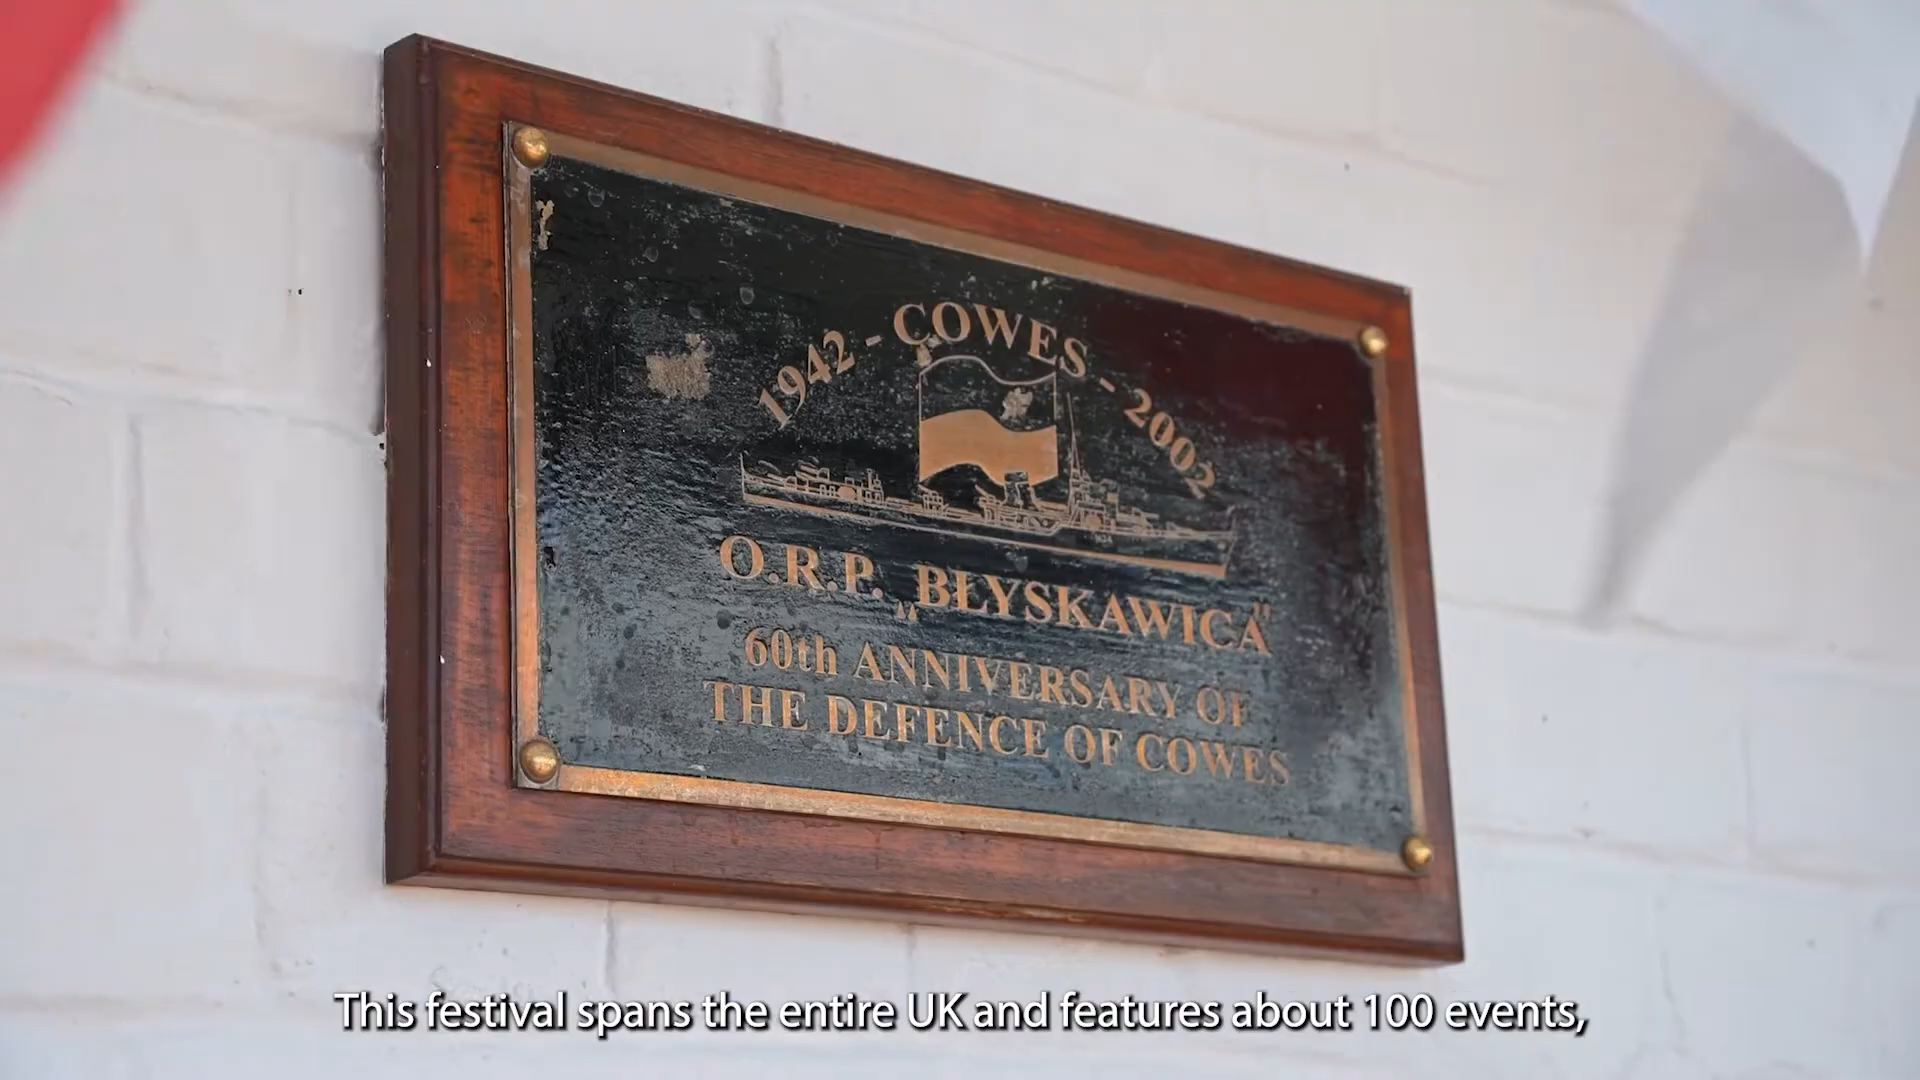 1942 - COWES - 2002
O.R.P. „BŁYSKAWICA"
60th ANNIVERSARY OF
THE DEFENCE OF COWES
This festival spans the entire UK and features about 100 events,